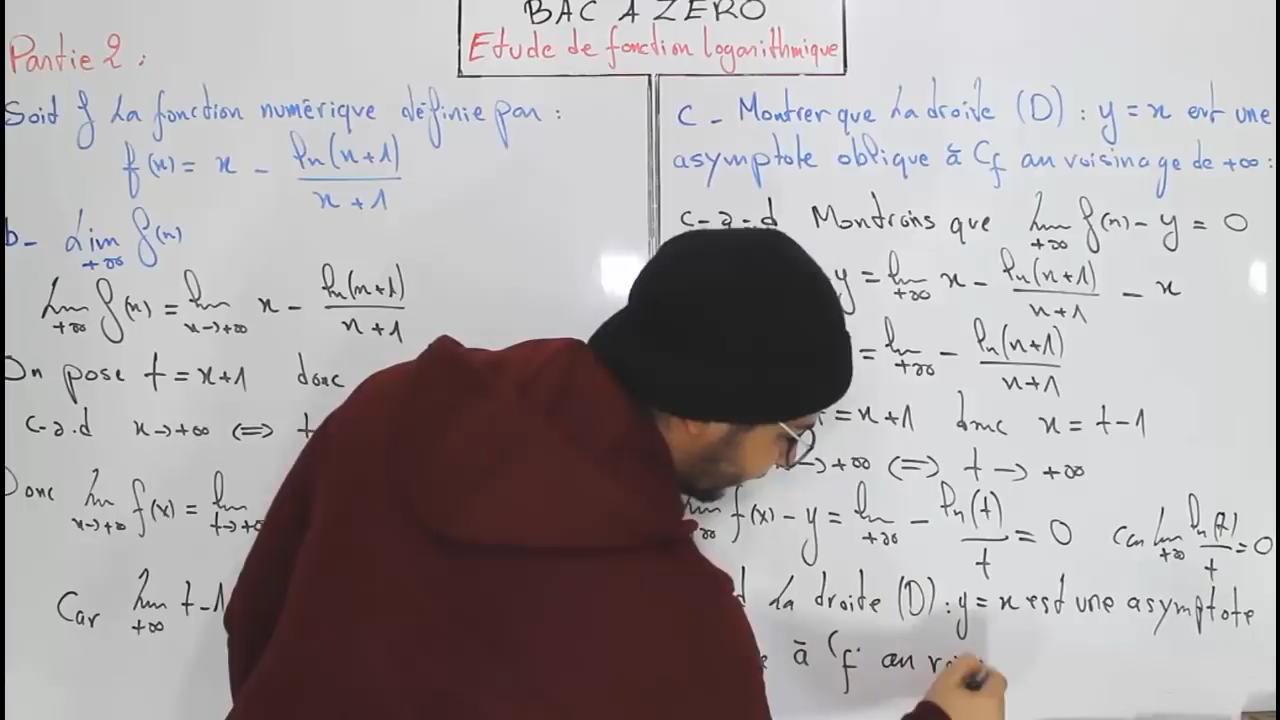 BAC A ZERO
Etude de fonction logarithmique
Partie 2 :
Soit f la fonction numérique définie par :
f(x) = x - ln(x+1) / x+1
b- lim f(x)
+∞
lim f(x) = lim x - ln(x+1) / x+1
+∞ x→+∞
On pose t = x+1 donc
c-a.d x→+∞ ⇔ t
Donc lim f(x) = lim
x→+∞ t→+∞
Car lim t-1
+∞
c - Montrer que la droite (D) : y = x est une
asymptote oblique à Cf au voisinage de +∞ :
c-a-d Montrons que lim f(x) - y = 0
+∞
y = lim x - ln(x+1) / x+1 - x
+∞
= lim - ln(x+1) / x+1
+∞
= x+1 donc x = t-1
→ +∞ ⇔ t → +∞
lim f(x) - y = lim - ln(t) / t = 0 car lim ln(t) / t = 0
+∞ +∞ +∞
la droite (D) : y = x est une asymptote
à Cf au